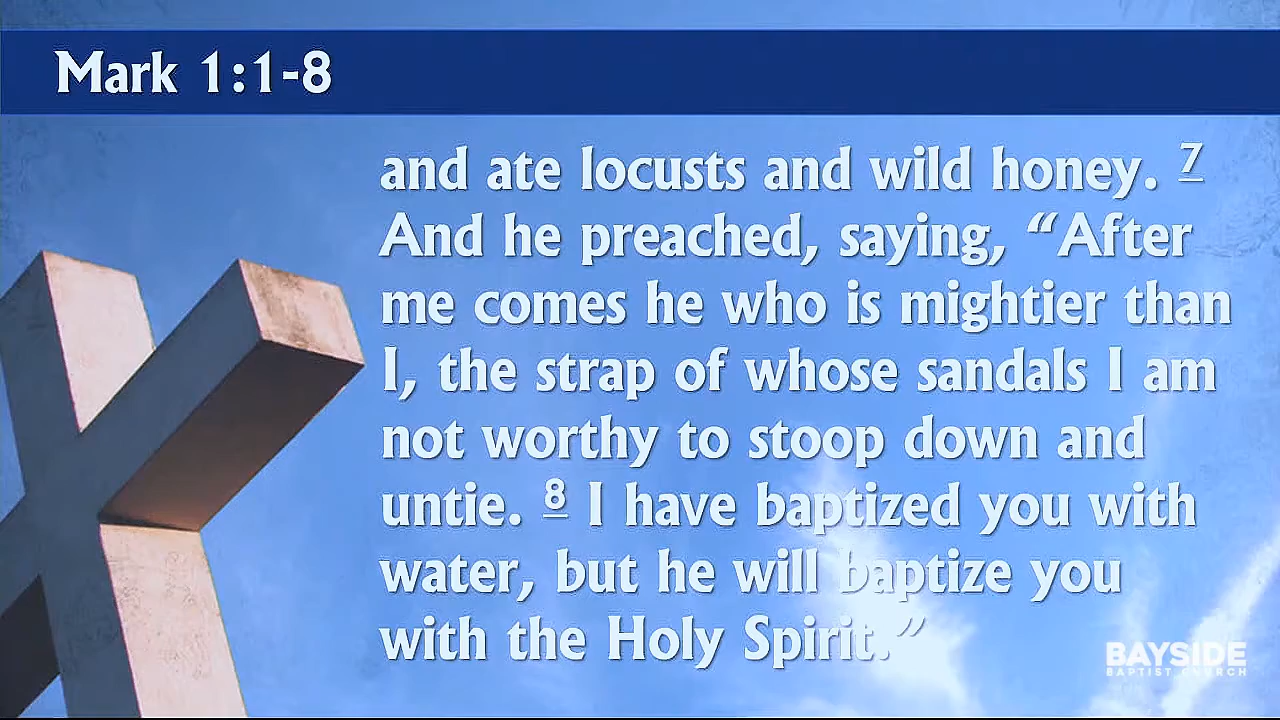 Mark 1:1-8
and ate locusts and wild honey. 7
And he preached, saying, “After
me comes he who is mightier than
I, the strap of whose sandals I am
not worthy to stoop down and
untie. 8 I have baptized you with
water, but he will baptize you
with the Holy Spirit.”
BAYSIDE
BAPTIST CHURCH